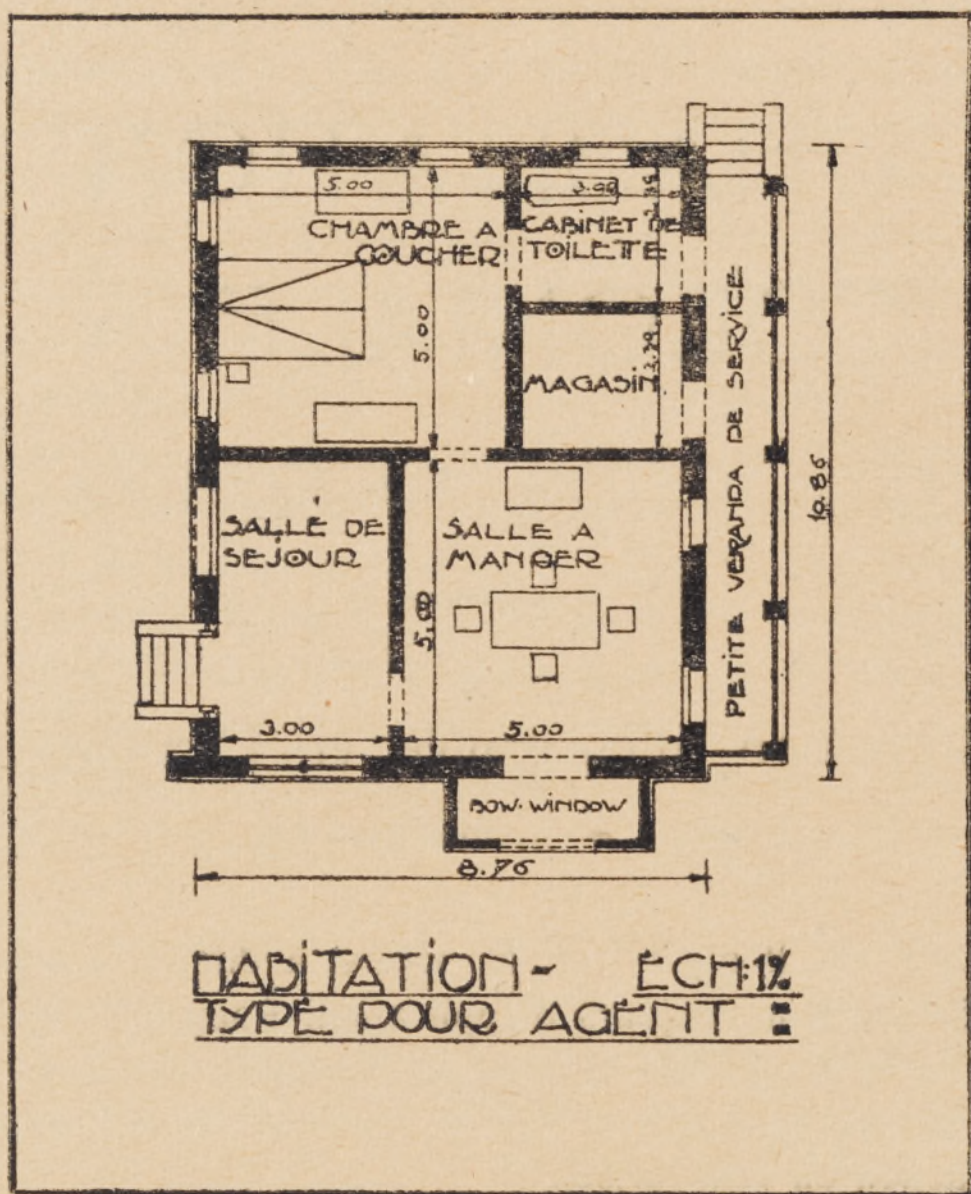 5.00
3.00
CHAMBRE A
COUCHER
CABINET DE
TOILETTE
5.00
MAGASIN
PETITE VERANDA DE SERVICE
10.86
SALLE DE
SEJOUR
SALLE A
MANGER
5.00
3.00
5.00
BOW-WINDOW
8.76
HABITATION - ECH:1%
TYPE POUR AGENT